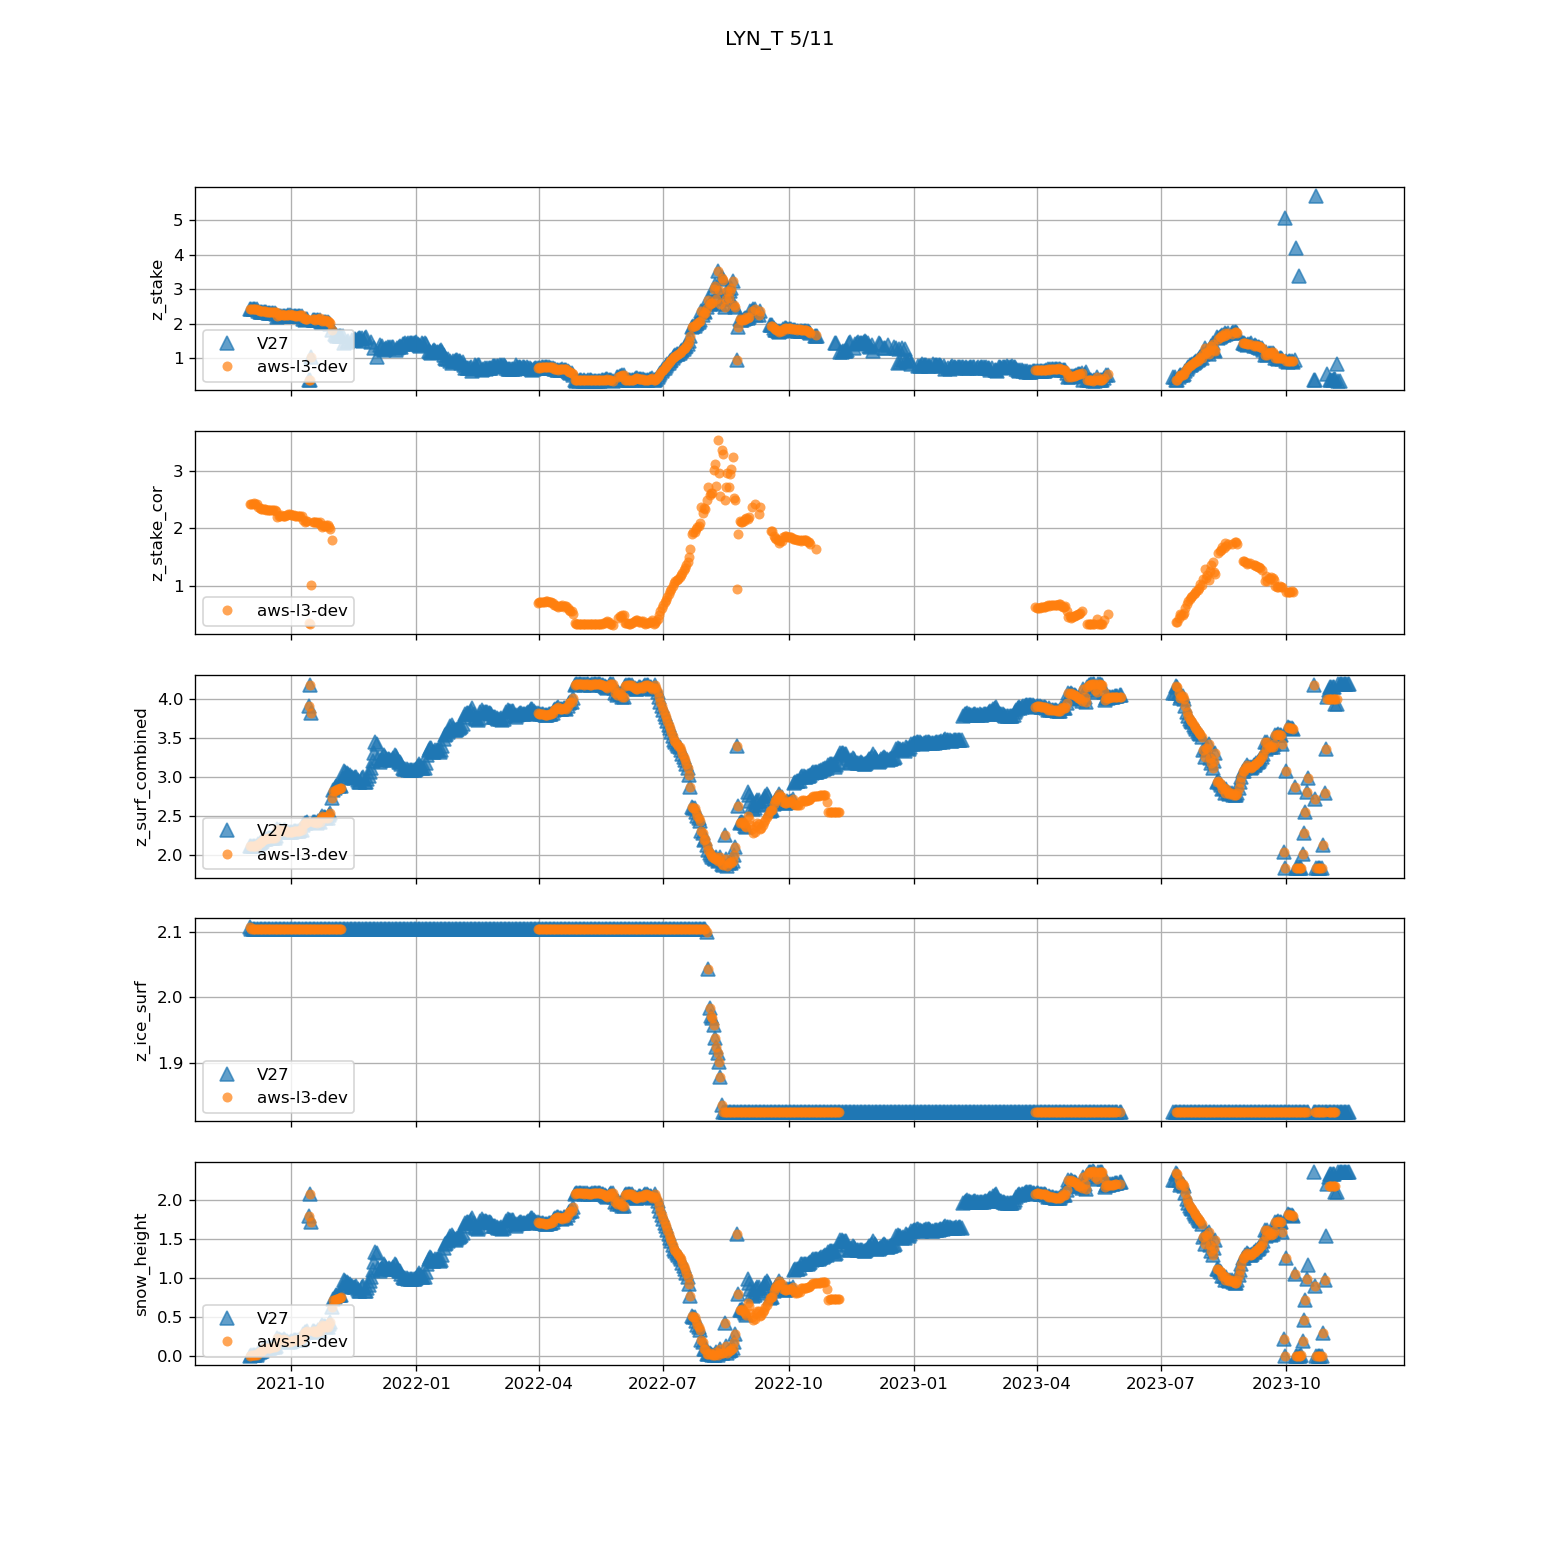 LYN_T 5/11
5
4
3
2
1
z_stake
V27
aws-l3-dev
3
2
1
z_stake_cor
aws-l3-dev
4.0
3.5
3.0
2.5
2.0
z_surf_combined
V27
aws-l3-dev
2.1
2.0
1.9
z_ice_surf
V27
aws-l3-dev
2.0
1.5
1.0
0.5
0.0
snow_height
V27
aws-l3-dev
2021-10 2022-01 2022-04 2022-07 2022-10 2023-01 2023-04 2023-07 2023-10